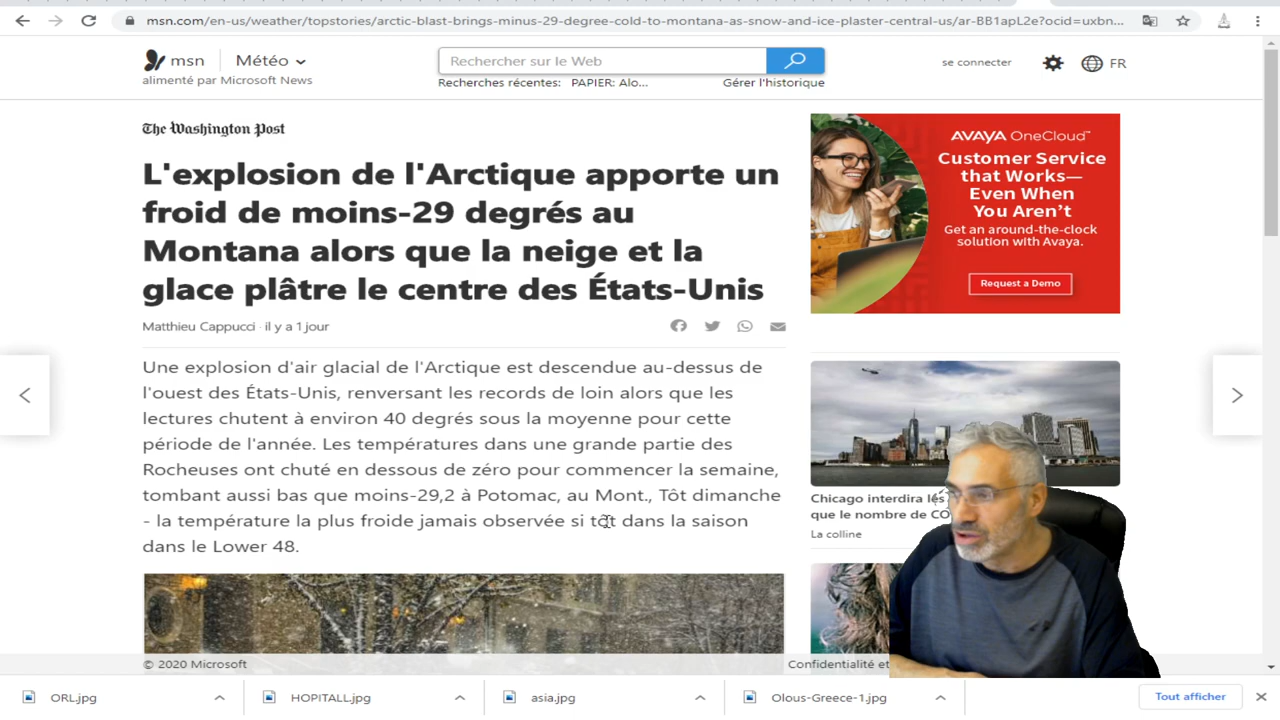 msn.com/en-us/weather/topstories/arctic-blast-brings-minus-29-degree-cold-to-montana-as-snow-and-ice-plaster-central-us/ar-BB1apL2e?ocid=uxbn...
msn
Météo
alimenté par Microsoft News
Rechercher sur le Web
Recherches récentes: PAPIER: Alo...
Gérer l'historique
se connecter
FR
The Washington Post
L'explosion de l'Arctique apporte un
froid de moins-29 degrés au
Montana alors que la neige et la
glace plâtre le centre des États-Unis
Matthieu Cappucci · il y a 1 jour
Une explosion d'air glacial de l'Arctique est descendue au-dessus de
l'ouest des États-Unis, renversant les records de loin alors que les
lectures chutent à environ 40 degrés sous la moyenne pour cette
période de l'année. Les températures dans une grande partie des
Rocheuses ont chuté en dessous de zéro pour commencer la semaine,
tombant aussi bas que moins-29,2 à Potomac, au Mont., Tôt dimanche
- la température la plus froide jamais observée si tôt dans la saison
dans le Lower 48.
AVAYA OneCloud™
Customer Service
that Works—
Even When
You Aren't
Get an around-the-clock
solution with Avaya.
Request a Demo
Chicago interdira les
que le nombre de CO
La colline
© 2020 Microsoft
Confidentialité et
ORL.jpg
HOPITALL.jpg
asia.jpg
Olous-Greece-1.jpg
Tout afficher